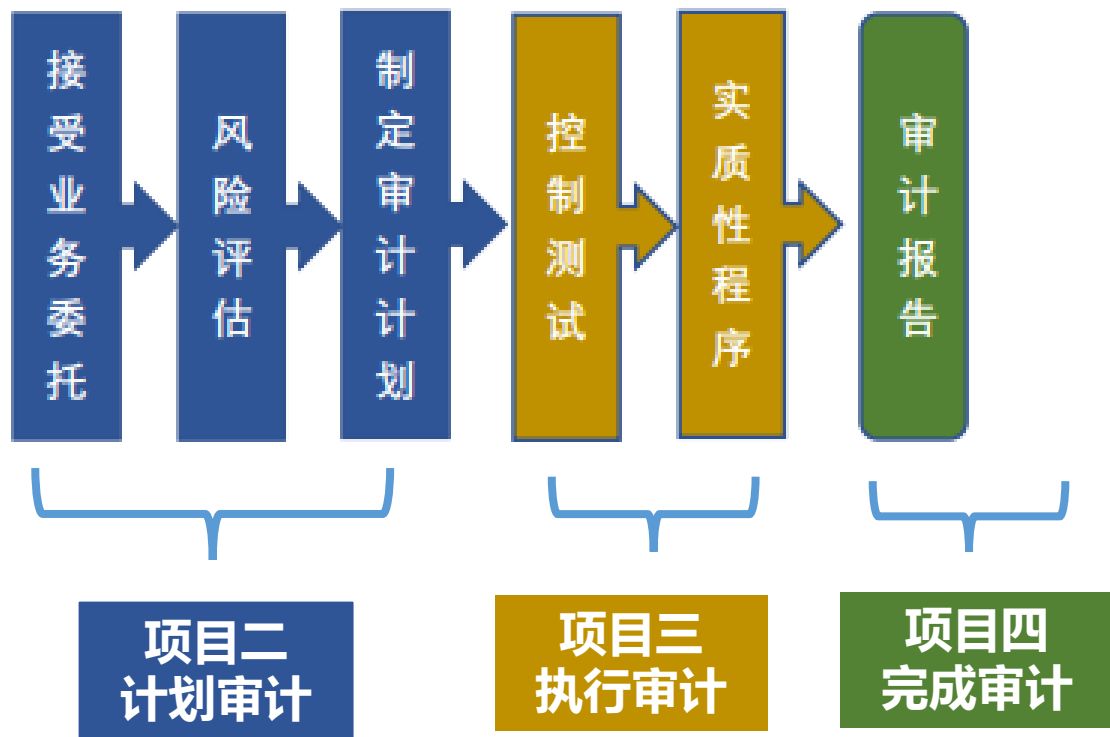 接受业务委托
风险评估
制定审计计划
控制测试
实质性程序
审计报告
项目二
计划审计
项目三
执行审计
项目四
完成审计